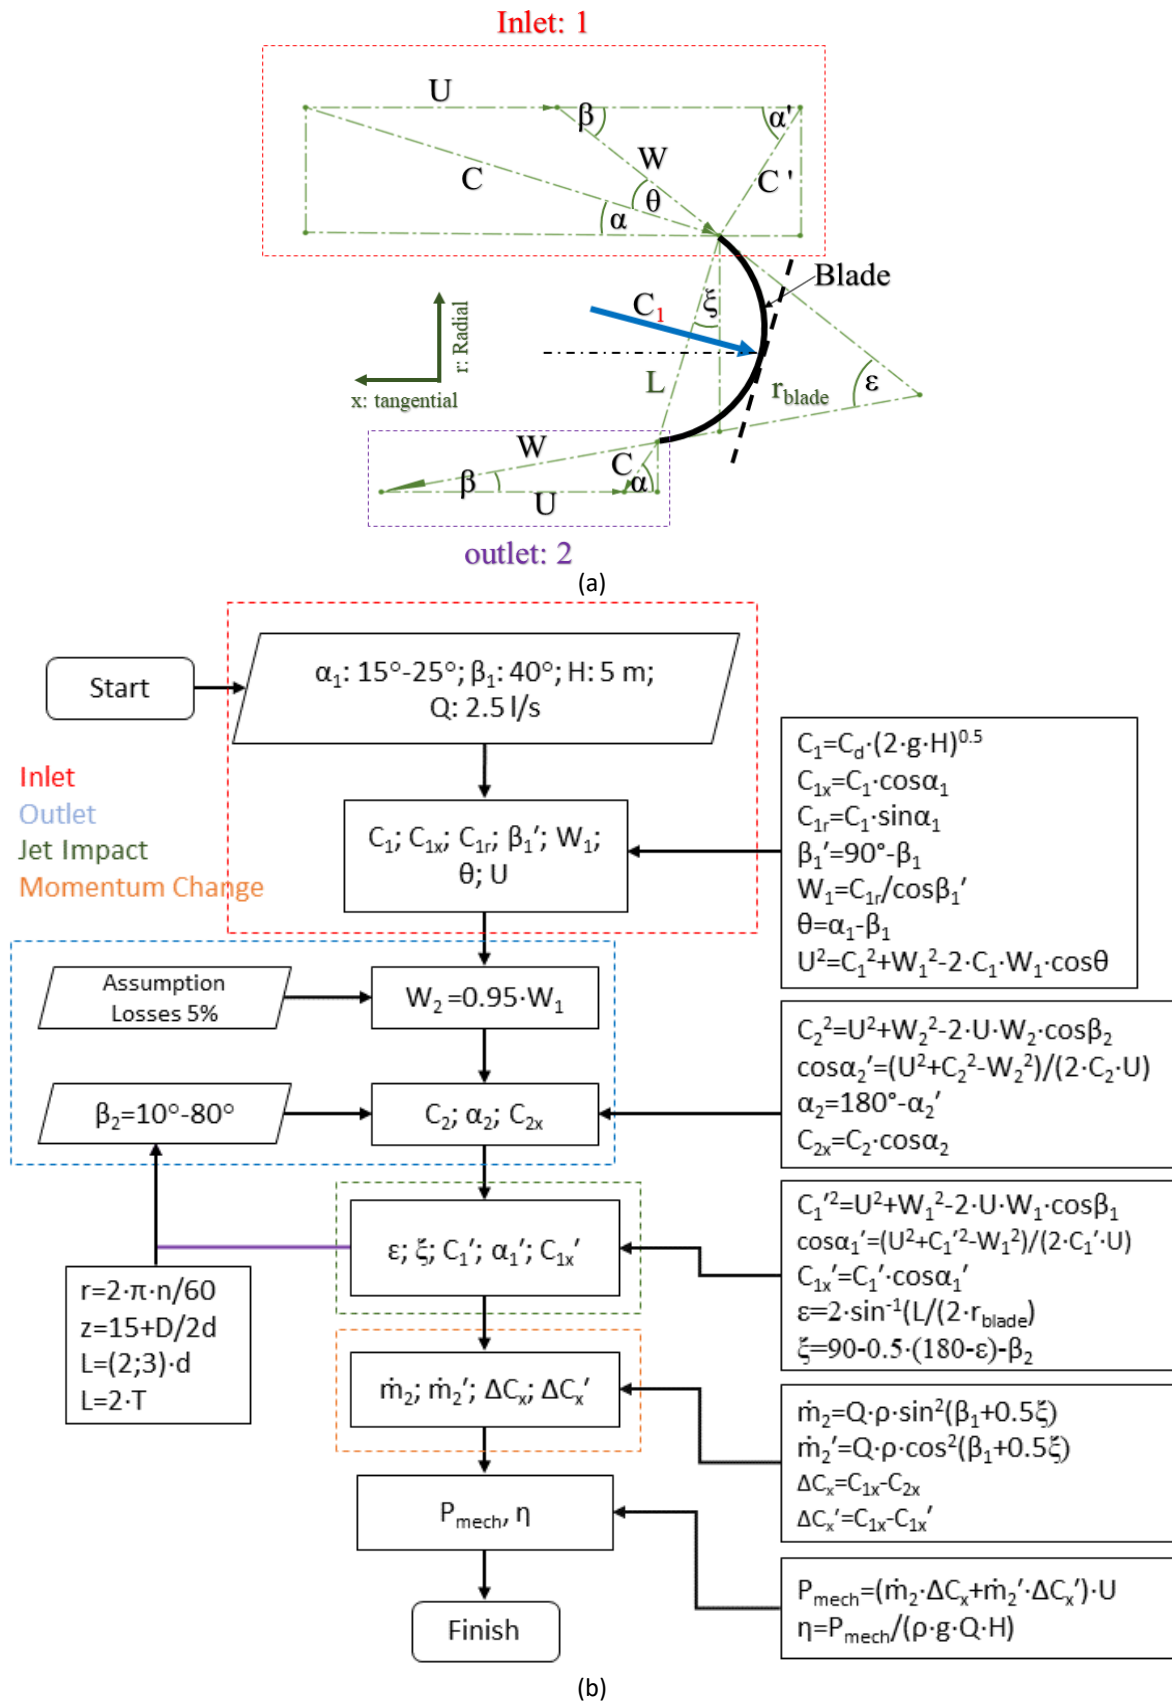 Inlet: 1
U
β
α'
W
C
C '
θ
α
Blade
ξ
C₁
r: Radial
L
x: tangential
r_blade
ε
W
C
β
α
U
outlet: 2
(a)
Start
α₁: 15°-25°; β₁: 40°; H: 5 m;
Q: 2.5 l/s
Inlet
Outlet
Jet Impact
Momentum Change
C₁; C₁ₓ; C₁ᵣ; β₁′; W₁;
θ; U
C₁=C_d·(2·g·H)^0.5
C₁ₓ=C₁·cosα₁
C₁ᵣ=C₁·sinα₁
β₁′=90°-β₁
W₁=C₁ᵣ/cosβ₁′
θ=α₁-β₁
U²=C₁²+W₁²-2·C₁·W₁·cosθ
Assumption
Losses 5%
W₂=0.95·W₁
β₂=10°-80°
C₂; α₂; C₂ₓ
C₂²=U²+W₂²-2·U·W₂·cosβ₂
cosα₂′=(U²+C₂²-W₂²)/(2·C₂·U)
α₂=180°-α₂′
C₂ₓ=C₂·cosα₂
ε; ξ; C₁′; α₁′; C₁ₓ′
C₁′²=U²+W₁²-2·U·W₁·cosβ₁
cosα₁′=(U²+C₁′²-W₁²)/(2·C₁′·U)
C₁ₓ′=C₁′·cosα₁′
ε=2·sin⁻¹(L/(2·r_blade)
ξ=90-0.5·(180-ε)-β₂
r=2·π·n/60
z=15+D/2d
L=(2;3)·d
L=2·T
ṁ₂; ṁ₂′; ΔCₓ; ΔCₓ′
ṁ₂=Q·ρ·sin²(β₁+0.5ξ)
ṁ₂′=Q·ρ·cos²(β₁+0.5ξ)
ΔCₓ=C₁ₓ-C₂ₓ
ΔCₓ′=C₁ₓ-C₁ₓ′
P_mech, η
P_mech=(ṁ₂·ΔCₓ+ṁ₂′·ΔCₓ′)·U
η=P_mech/(ρ·g·Q·H)
Finish
(b)